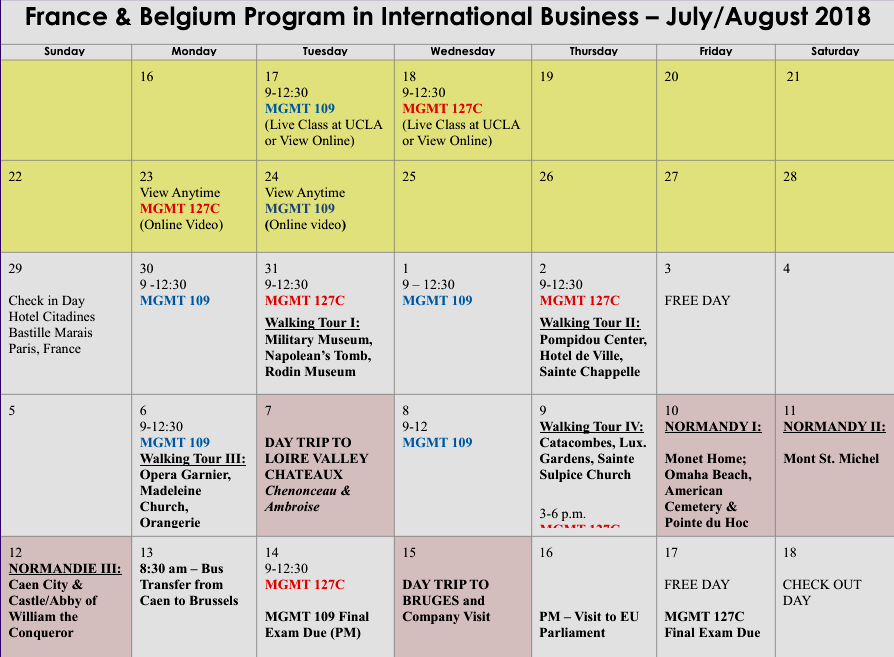 France & Belgium Program in International Business – July/August 2018
Sunday Monday Tuesday Wednesday Thursday Friday Saturday
16
17
9-12:30
MGMT 109
(Live Class at UCLA
or View Online)
18
9-12:30
MGMT 127C
(Live Class at UCLA
or View Online)
19
20
21
22
23
View Anytime
MGMT 127C
(Online Video)
24
View Anytime
MGMT 109
(Online video)
25
26
27
28
29
Check in Day
Hotel Citadines
Bastille Marais
Paris, France
30
9 -12:30
MGMT 109
31
9-12:30
MGMT 127C
Walking Tour I:
Military Museum,
Napolean's Tomb,
Rodin Museum
1
9 – 12:30
MGMT 109
2
9-12:30
MGMT 127C
Walking Tour II:
Pompidou Center,
Hotel de Ville,
Sainte Chappelle
3
FREE DAY
4
5
6
9-12:30
MGMT 109
Walking Tour III:
Opera Garnier,
Madeleine
Church,
Orangerie
7
DAY TRIP TO
LOIRE VALLEY
CHATEAUX
Chenonceau &
Ambroise
8
9-12
MGMT 109
9
Walking Tour IV:
Catacombes, Lux.
Gardens, Sainte
Sulpice Church
3-6 p.m.
MGMT 127C
10
NORMANDY I:
Monet Home;
Omaha Beach,
American
Cemetery &
Pointe du Hoc
11
NORMANDY II:
Mont St. Michel
12
NORMANDIE III:
Caen City &
Castle/Abby of
William the
Conqueror
13
8:30 am – Bus
Transfer from
Caen to Brussels
14
9-12:30
MGMT 127C
MGMT 109 Final
Exam Due (PM)
15
DAY TRIP TO
BRUGES and
Company Visit
16
PM – Visit to EU
Parliament
17
FREE DAY
MGMT 127C
Final Exam Due
18
CHECK OUT
DAY